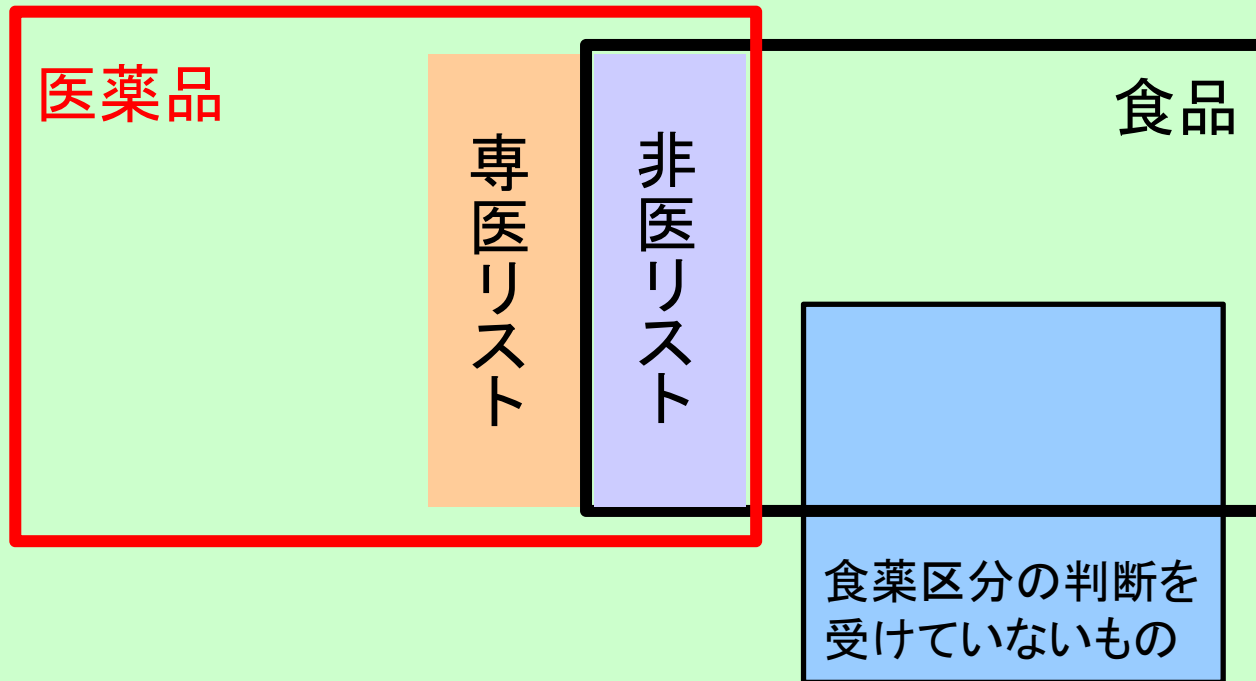 医薬品
専医リスト
非医リスト
食品
食薬区分の判断を
受けていないもの